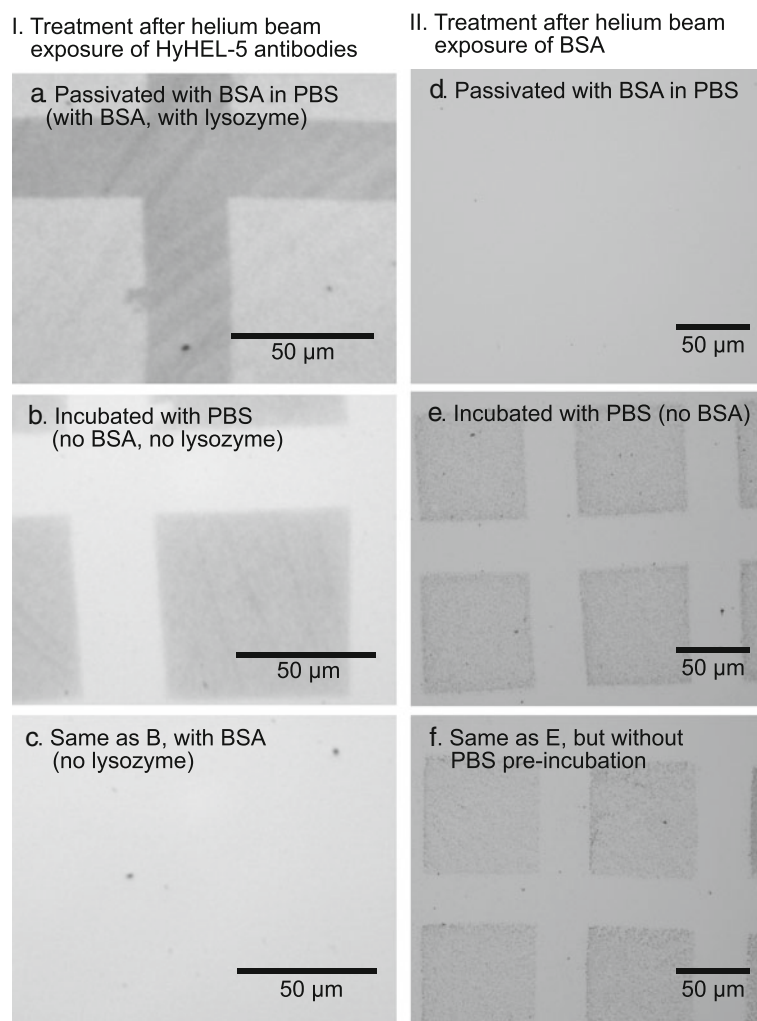 I. Treatment after helium beam
exposure of HyHEL-5 antibodies
a. Passivated with BSA in PBS
(with BSA, with lysozyme)
50 µm
b. Incubated with PBS
(no BSA, no lysozyme)
50 µm
c. Same as B, with BSA
(no lysozyme)
50 µm
II. Treatment after helium beam
exposure of BSA
d. Passivated with BSA in PBS
50 µm
e. Incubated with PBS (no BSA)
50 µm
f. Same as E, but without
PBS pre-incubation
50 µm